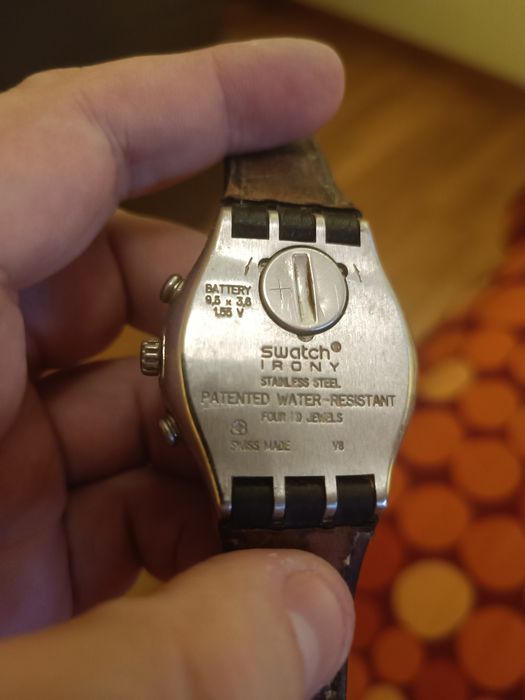 +
BATTERY
9,5 x 3,6
1.55 V
swatch®
IRONY
STAINLESS STEEL
PATENTED WATER-RESISTANT
FOUR (4) JEWELS
SWISS MADE V8